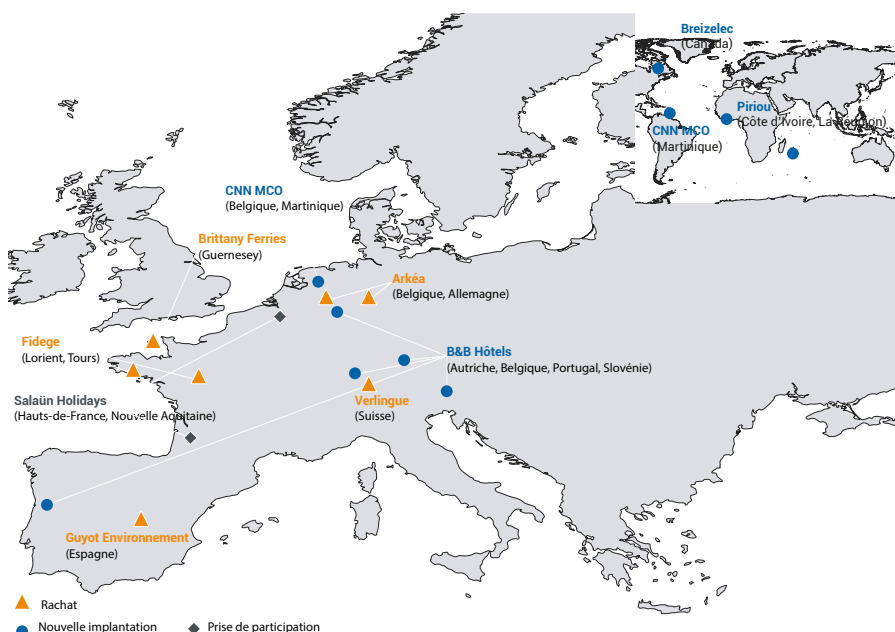 Breizelec
(Canada)
Piriou
(Côte d'Ivoire, La Réunion)
CNN MCO
(Martinique)
CNN MCO
(Belgique, Martinique)
Brittany Ferries
(Guernesey)
Arkéa
(Belgique, Allemagne)
Fidege
(Lorient, Tours)
B&B Hôtels
(Autriche, Belgique, Portugal, Slovénie)
Salaün Holidays
(Hauts-de-France, Nouvelle Aquitaine)
Verlingue
(Suisse)
Guyot Environnement
(Espagne)
Rachat
Nouvelle implantation
Prise de participation